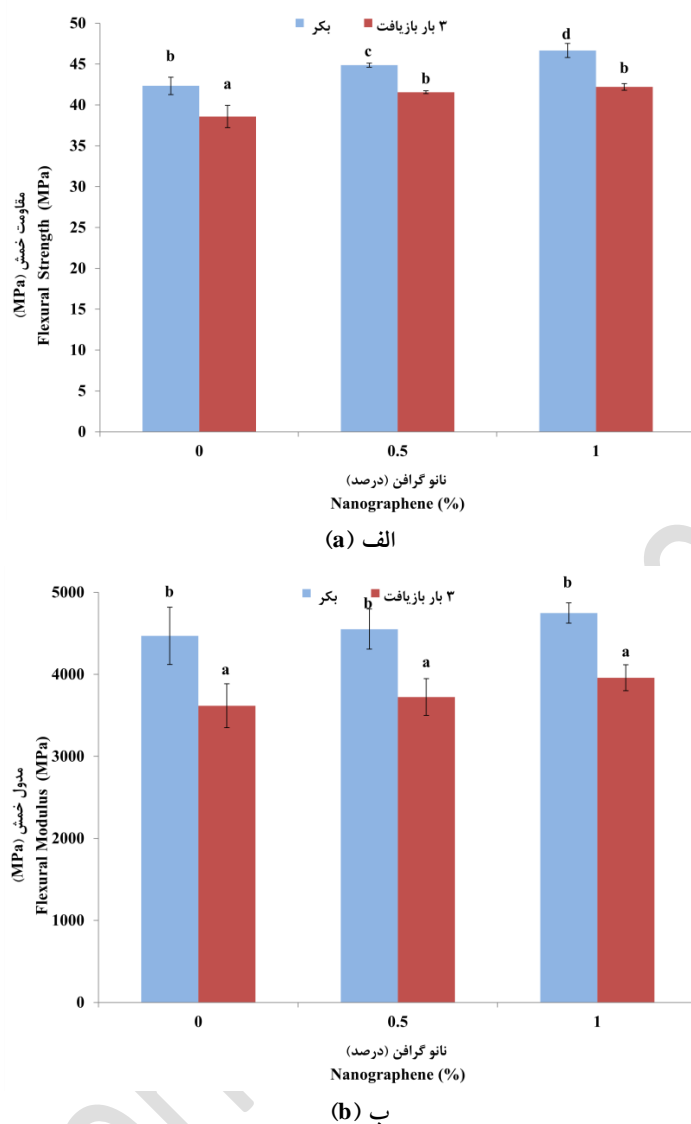 بکر ۳ بار بازیافت
50
45
40
35
30
25
20
15
10
5
0
b
a
c
b
d
b
مقاومت خمش (MPa)
Flexural Strength (MPa)
0 0.5 1
نانو گرافن (درصد)
Nanographene (%)
الف (a)
بکر ۳ بار بازیافت
5000
4000
3000
2000
1000
0
b
a
b
a
b
a
مدول خمش (MPa)
Flexural Modulus (MPa)
0 0.5 1
نانو گرافن (درصد)
Nanographene (%)
ب (b)